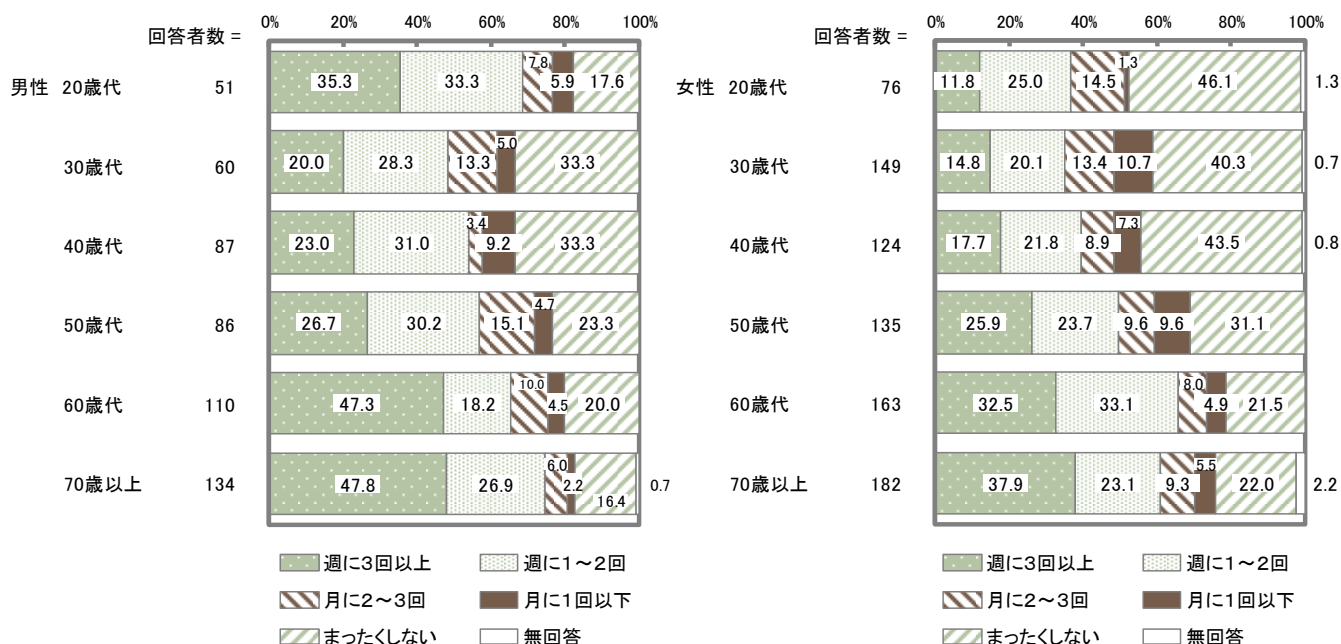 0% 20% 40% 60% 80% 100%
回答者数 =
男性 20歳代 51 35.3 33.3 7.8 5.9 17.6
30歳代 60 20.0 28.3 13.3 5.0 33.3
40歳代 87 23.0 31.0 3.4 9.2 33.3
50歳代 86 26.7 30.2 15.1 4.7 23.3
60歳代 110 47.3 18.2 10.0 4.5 20.0
70歳以上 134 47.8 26.9 6.0 2.2 16.4 0.7
週に3回以上 週に1～2回
月に2～3回 月に1回以下
まったくしない 無回答
0% 20% 40% 60% 80% 100%
回答者数 =
女性 20歳代 76 11.8 25.0 14.5 1.3 46.1 1.3
30歳代 149 14.8 20.1 13.4 10.7 40.3 0.7
40歳代 124 17.7 21.8 8.9 7.3 43.5 0.8
50歳代 135 25.9 23.7 9.6 9.6 31.1
60歳代 163 32.5 33.1 8.0 4.9 21.5
70歳以上 182 37.9 23.1 9.3 5.5 22.0 2.2
週に3回以上 週に1～2回
月に2～3回 月に1回以下
まったくしない 無回答